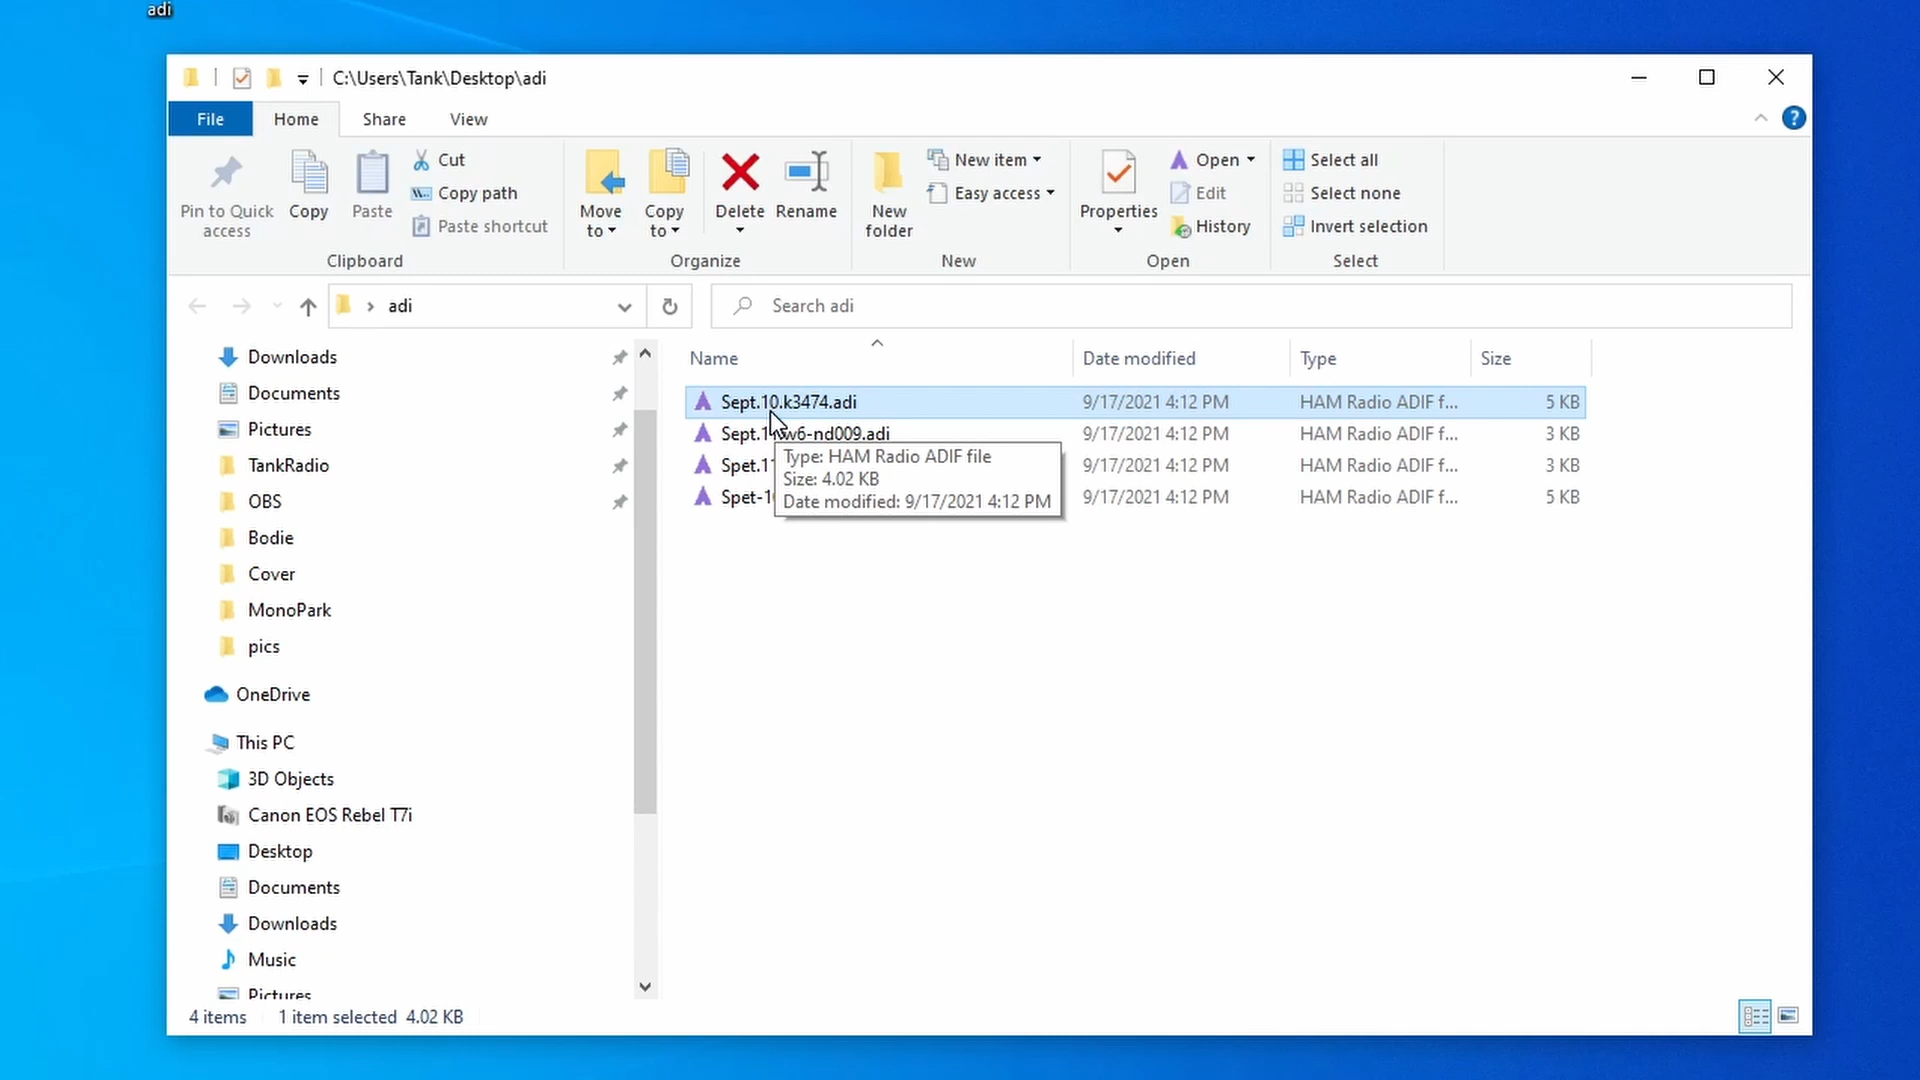 adi
C:\Users\Tank\Desktop\adi
File Home Share View
Pin to Quick access
Copy
Paste
Cut
Copy path
Paste shortcut
Clipboard
Move to
Copy to
Delete
Rename
Organize
New folder
New item
Easy access
New
Properties
Open
Edit
History
Open
Select all
Select none
Invert selection
Select
adi
Search adi
Downloads
Documents
Pictures
TankRadio
OBS
Bodie
Cover
MonoPark
pics
OneDrive
This PC
3D Objects
Canon EOS Rebel T7i
Desktop
Documents
Downloads
Music
Pictures
Name Date modified Type Size
Sept.10.k3474.adi 9/17/2021 4:12 PM HAM Radio ADIF f... 5 KB
9/17/2021 4:12 PM HAM Radio ADIF f... 3 KB
9/17/2021 4:12 PM HAM Radio ADIF f... 3 KB
9/17/2021 4:12 PM HAM Radio ADIF f... 5 KB
Type: HAM Radio ADIF file
Size: 4.02 KB
Date modified: 9/17/2021 4:12 PM
4 items 1 item selected 4.02 KB